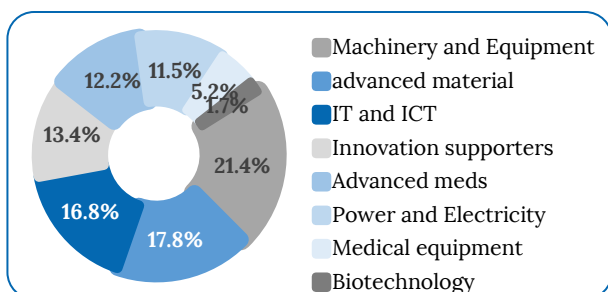 11.5%
5.2%
1.7%
12.2%
13.4%
21.4%
16.8%
17.8%
Machinery and Equipment
advanced material
IT and ICT
Innovation supporters
Advanced meds
Power and Electricity
Medical equipment
Biotechnology